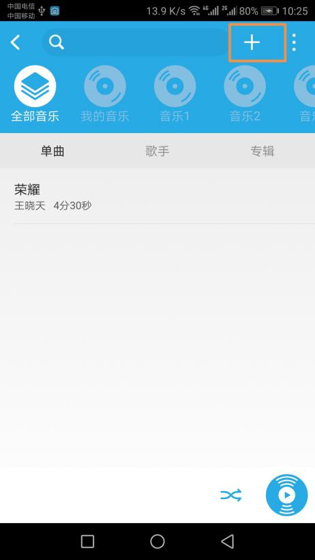 中国电信
中国移动
13.9 K/s 4G 2G 80% 10:25
全部音乐 我的音乐 音乐1 音乐2 音乐
单曲 歌手 专辑
荣耀
王晓天 4分30秒